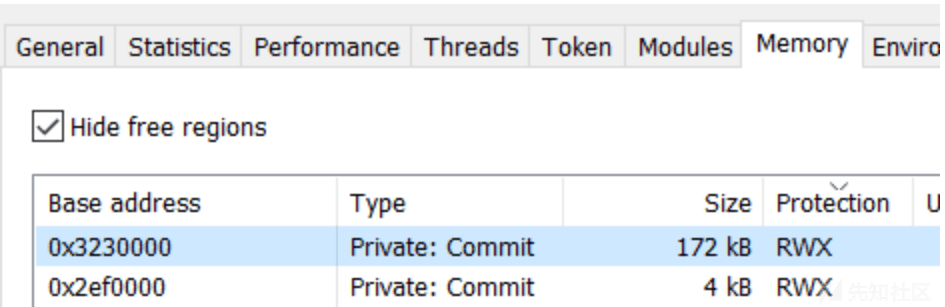 General Statistics Performance Threads Token Modules Memory Enviro
Hide free regions
Base address Type Size Protection U
0x3230000 Private: Commit 172 kB RWX
0x2ef0000 Private: Commit 4 kB RWX
先知社区